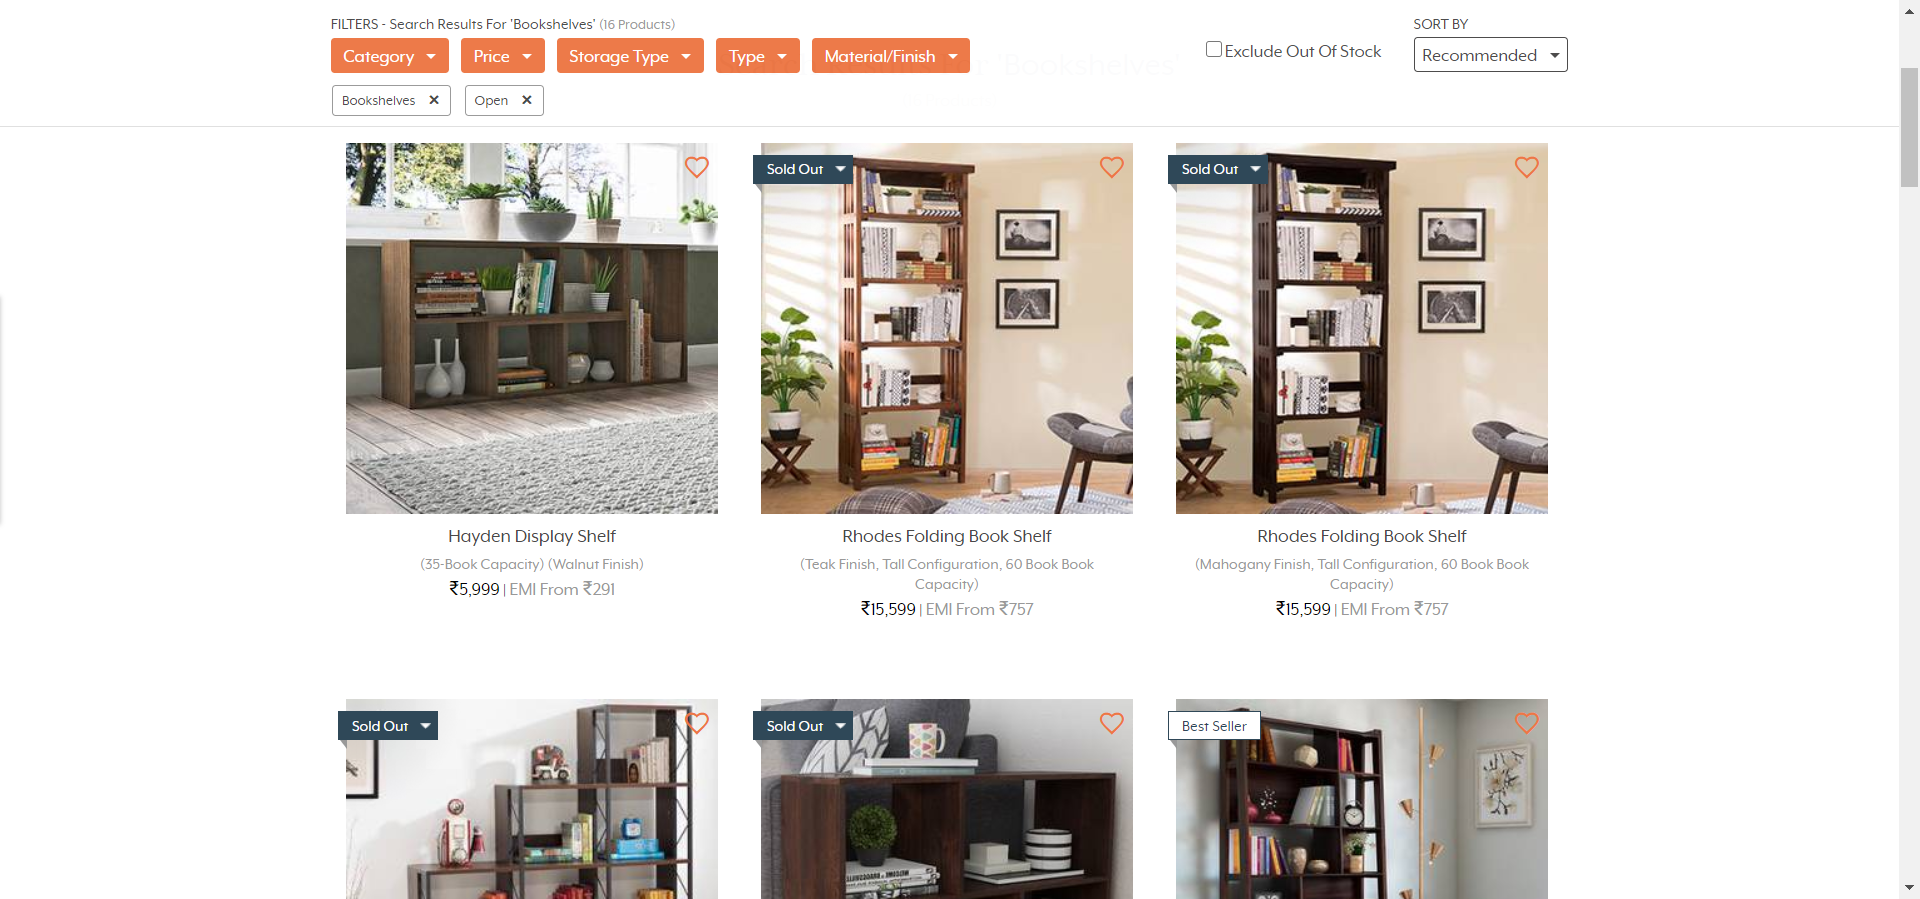 FILTERS - Search Results For 'Bookshelves' (16 Products)
SORT BY
Category
Price
Storage Type
Type
Material/Finish
Exclude Out Of Stock
Recommended
Bookshelves ✕
Open ✕
Sold Out
Sold Out
Hayden Display Shelf
(35-Book Capacity) (Walnut Finish)
₹5,999 | EMI From ₹291
Rhodes Folding Book Shelf
(Teak Finish, Tall Configuration, 60 Book Book
Capacity)
₹15,599 | EMI From ₹757
Rhodes Folding Book Shelf
(Mahogany Finish, Tall Configuration, 60 Book Book
Capacity)
₹15,599 | EMI From ₹757
Sold Out
Sold Out
Best Seller